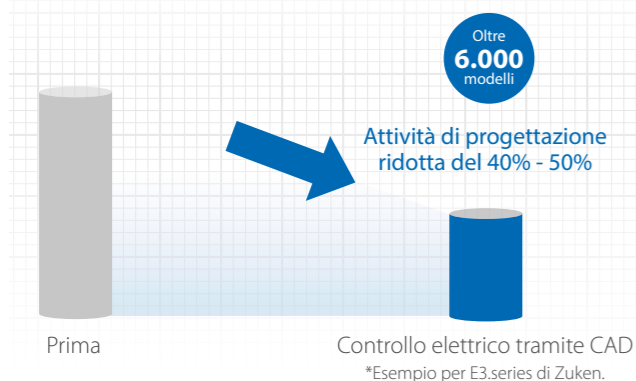 Oltre
6.000
modelli
Attività di progettazione
ridotta del 40% - 50%
Prima
Controllo elettrico tramite CAD
*Esempio per E3.series di Zuken.